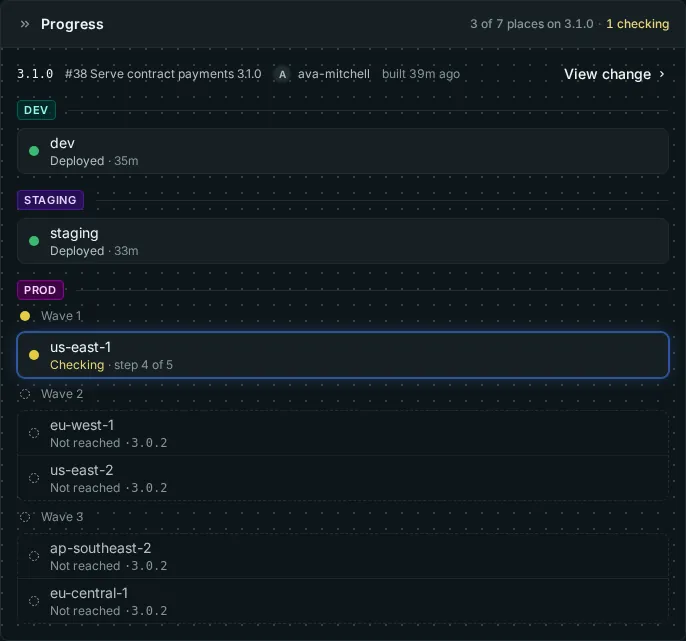 Progress
3 of 7 places on 3.1.0 · 1 checking
3.1.0 #38 Serve contract payments 3.1.0 A ava-mitchell built 39m ago View change
DEV
dev
Deployed · 35m
STAGING
staging
Deployed · 33m
PROD
Wave 1
us-east-1
Checking · step 4 of 5
Wave 2
eu-west-1
Not reached · 3.0.2
us-east-2
Not reached · 3.0.2
Wave 3
ap-southeast-2
Not reached · 3.0.2
eu-central-1
Not reached · 3.0.2